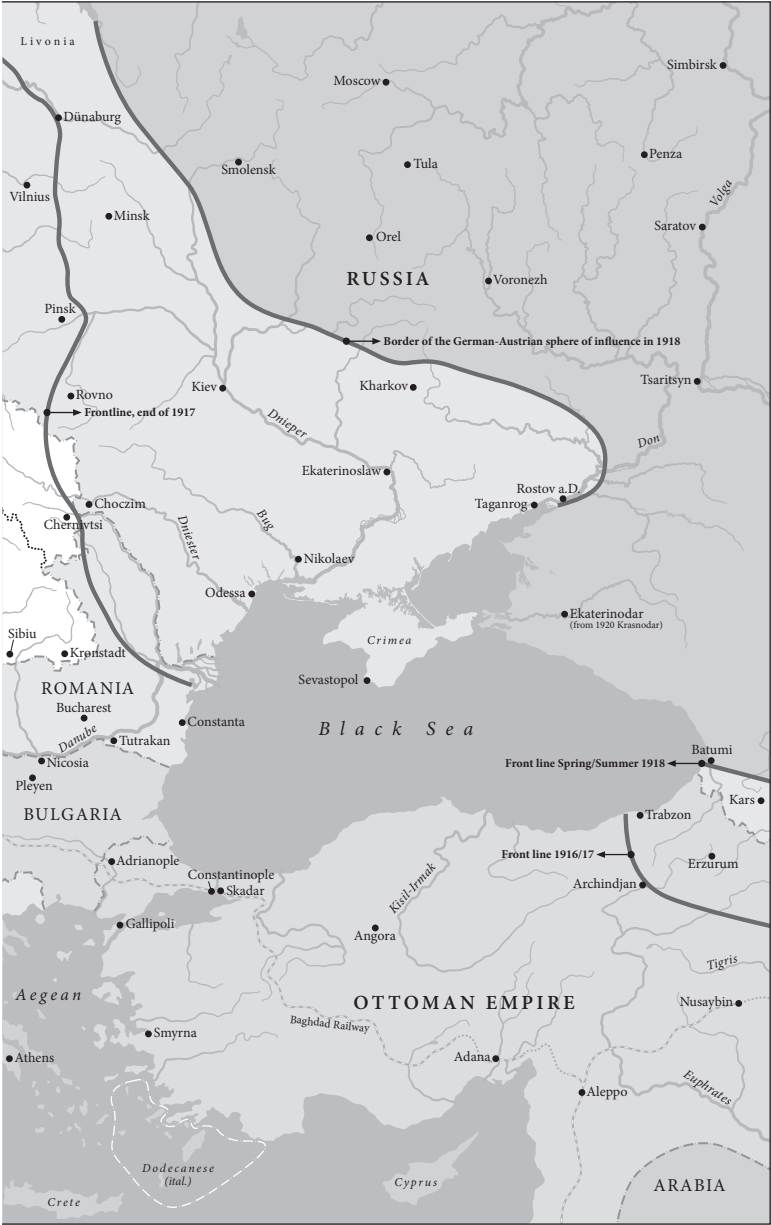 Livonia
Simbirsk
Moscow
Dünaburg
Penza
Tula
Smolensk
Vilnius
Volga
Minsk
Saratov
Orel
RUSSIA
Voronezh
Pinsk
Border of the German-Austrian sphere of influence in 1918
Tsaritsyn
Kiev
Kharkov
Rovno
Frontline, end of 1917
Dnieper
Don
Ekaterinoslaw
Rostov a.D.
Choczim
Taganrog
Chernivtsi
Dniester
Bug
Nikolaev
Odessa
Ekaterinodar
(from 1920 Krasnodar)
Sibiu
Crimea
Kronstadt
Sevastopol
ROMANIA
Bucharest
Constanta
Black Sea
Danube
Tutrakan
Batumi
Nicosia
Front line Spring/Summer 1918
Pleyen
Kars
BULGARIA
Trabzon
Adrianople
Front line 1916/17
Erzurum
Constantinople
Skadar
Kisil-Irmak
Archindjan
Gallipoli
Angora
Tigris
Aegean
OTTOMAN EMPIRE
Nusaybin
Baghdad Railway
Smyrna
Athens
Adana
Aleppo
Euphrates
Dodecanese
(ital.)
Cyprus
ARABIA
Crete